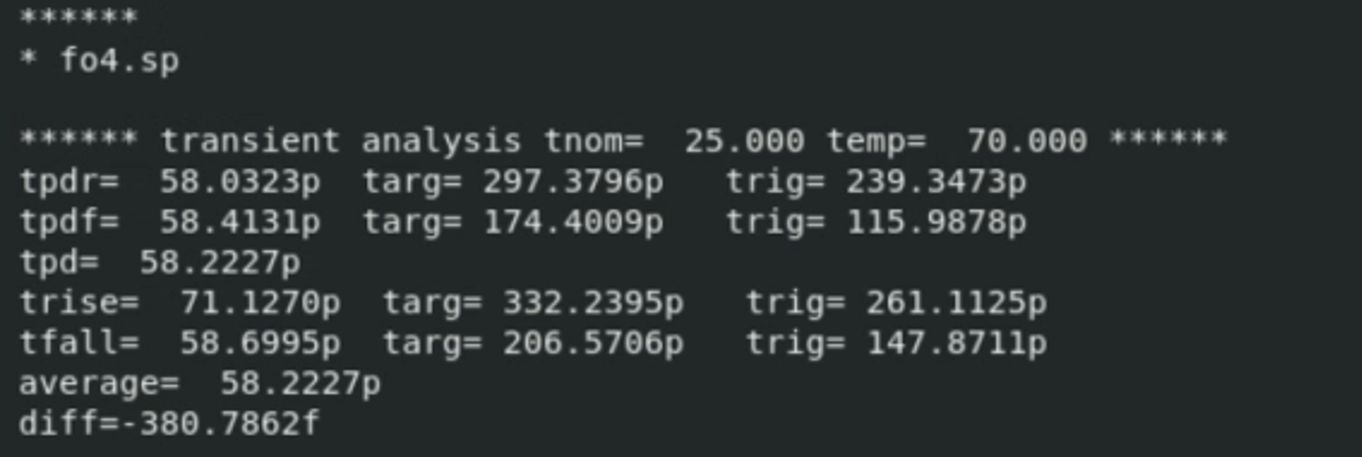 ******
* fo4.sp
****** transient analysis tnom=  25.000 temp=  70.000 ******
tpdr=  58.0323p  targ= 297.3796p   trig= 239.3473p
tpdf=  58.4131p  targ= 174.4009p   trig= 115.9878p
tpd=  58.2227p
trise=  71.1270p  targ= 332.2395p   trig= 261.1125p
tfall=  58.6995p  targ= 206.5706p   trig= 147.8711p
average=  58.2227p
diff=-380.7862f